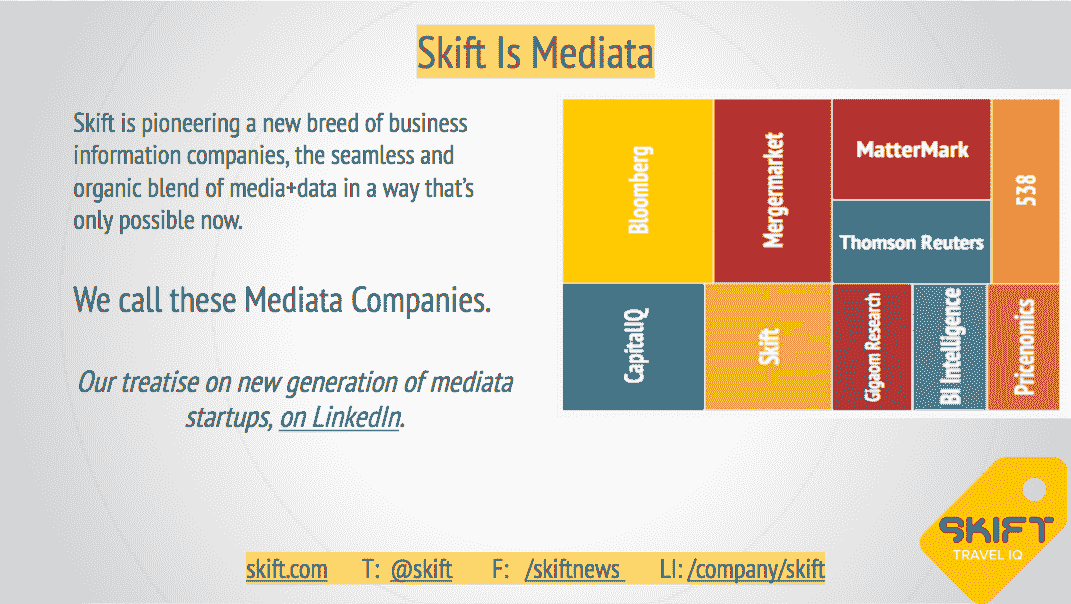 Skift Is Mediata
Skift is pioneering a new breed of business
information companies, the seamless and
organic blend of media+data in a way that's
only possible now.
We call these Mediata Companies.
Our treatise on new generation of mediata
startups, on LinkedIn.
Bloomberg
Mergermarket
MatterMark
Thomson Reuters
538
CapitalIQ
Skift
Gigaom Research
BI Intelligence
Pricenomics
SKIFT
TRAVEL IQ
skift.com T: @skift F: /skiftnews LI: /company/skift